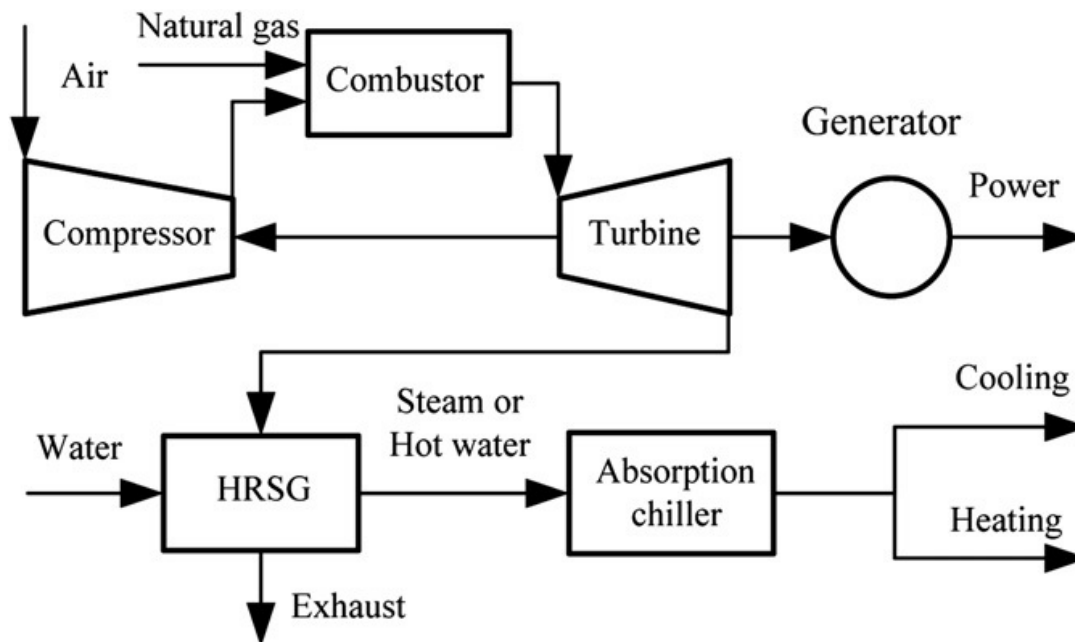 Natural gas
Air
Combustor
Generator
Power
Compressor
Turbine
Cooling
Steam or
Hot water
Water
HRSG
Absorption
chiller
Heating
Exhaust